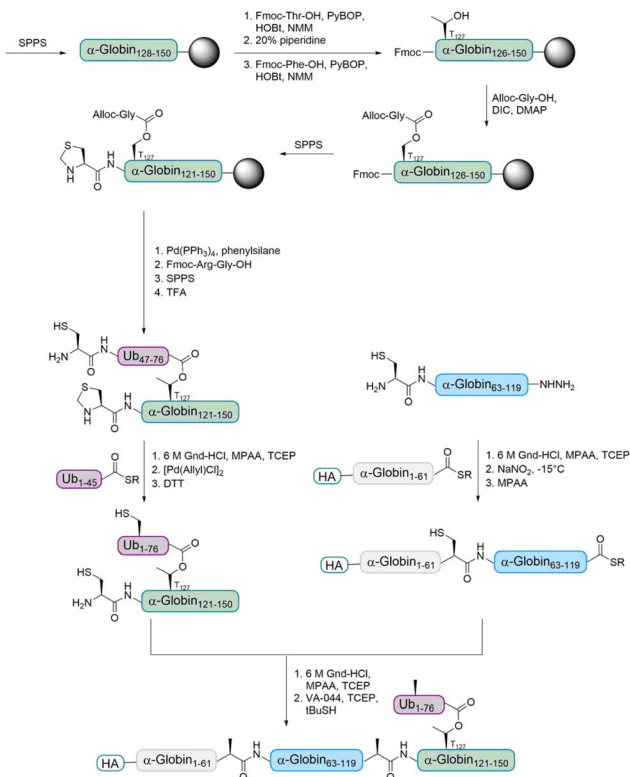 SPPS
α-Globin128-150
1. Fmoc-Thr-OH, PyBOP,
HOBt, NMM
2. 20% piperidine
3. Fmoc-Phe-OH, PyBOP,
HOBt, NMM
OH
T127
Fmoc
α-Globin126-150
Alloc-Gly-OH,
DIC, DMAP
Alloc-Gly
O
O
T127
Fmoc
α-Globin126-150
SPPS
Alloc-Gly
O
O
T127
S
N
H
O
H
N
α-Globin121-150
1. Pd(PPh3)4, phenylsilane
2. Fmoc-Arg-Gly-OH
3. SPPS
4. TFA
HS
H2N
O
H
N
Ub47-76
O
O
T127
S
N
H
O
H
N
α-Globin121-150
HS
H2N
O
H
N
α-Globin63-119
NHNH2
Ub1-45
O
SR
1. 6 M Gnd-HCl, MPAA, TCEP
2. [Pd(Allyl)Cl]2
3. DTT
HA
α-Globin1-61
O
SR
1. 6 M Gnd-HCl, MPAA, TCEP
2. NaNO2, -15°C
3. MPAA
HS
Ub1-76
O
O
T127
HS
H2N
O
H
N
α-Globin121-150
HA
α-Globin1-61
HS
O
H
N
α-Globin63-119
O
SR
1. 6 M Gnd-HCl,
MPAA, TCEP
2. VA-044, TCEP,
tBuSH
Ub1-76
O
O
T127
HA
α-Globin1-61
O
H
N
α-Globin63-119
O
H
N
α-Globin121-150